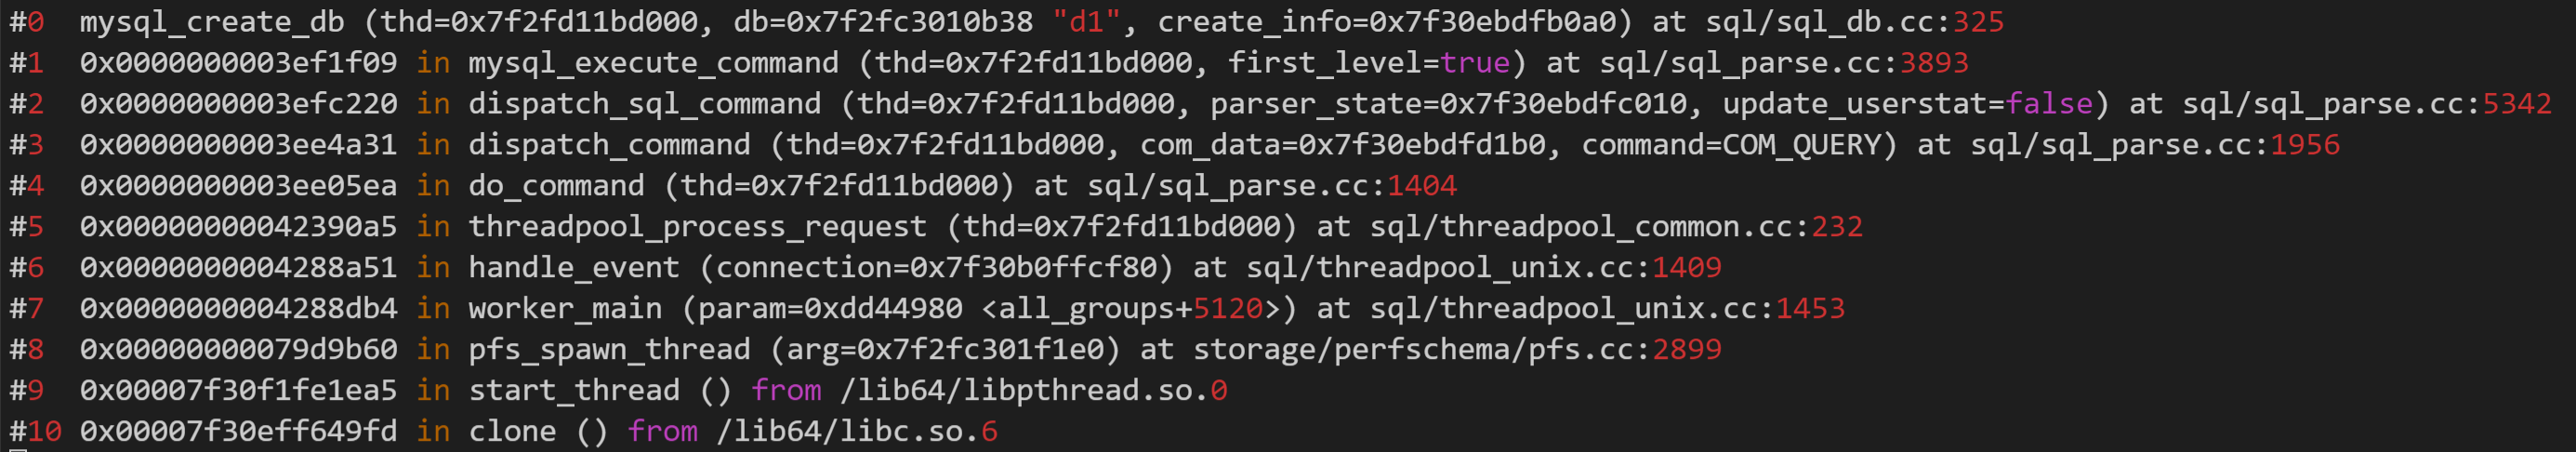 #0  mysql_create_db (thd=0x7f2fd11bd000, db=0x7f2fc3010b38 "d1", create_info=0x7f30ebdfb0a0) at sql/sql_db.cc:325
#1  0x0000000003ef1f09 in mysql_execute_command (thd=0x7f2fd11bd000, first_level=true) at sql/sql_parse.cc:3893
#2  0x0000000003efc220 in dispatch_sql_command (thd=0x7f2fd11bd000, parser_state=0x7f30ebdfc010, update_userstat=false) at sql/sql_parse.cc:5342
#3  0x0000000003ee4a31 in dispatch_command (thd=0x7f2fd11bd000, com_data=0x7f30ebdfd1b0, command=COM_QUERY) at sql/sql_parse.cc:1956
#4  0x0000000003ee05ea in do_command (thd=0x7f2fd11bd000) at sql/sql_parse.cc:1404
#5  0x00000000042390a5 in threadpool_process_request (thd=0x7f2fd11bd000) at sql/threadpool_common.cc:232
#6  0x0000000004288a51 in handle_event (connection=0x7f30b0ffcf80) at sql/threadpool_unix.cc:1409
#7  0x0000000004288db4 in worker_main (param=0xdd44980 <all_groups+5120>) at sql/threadpool_unix.cc:1453
#8  0x00000000079d9b60 in pfs_spawn_thread (arg=0x7f2fc301f1e0) at storage/perfschema/pfs.cc:2899
#9  0x00007f30f1fe1ea5 in start_thread () from /lib64/libpthread.so.0
#10 0x00007f30eff649fd in clone () from /lib64/libc.so.6